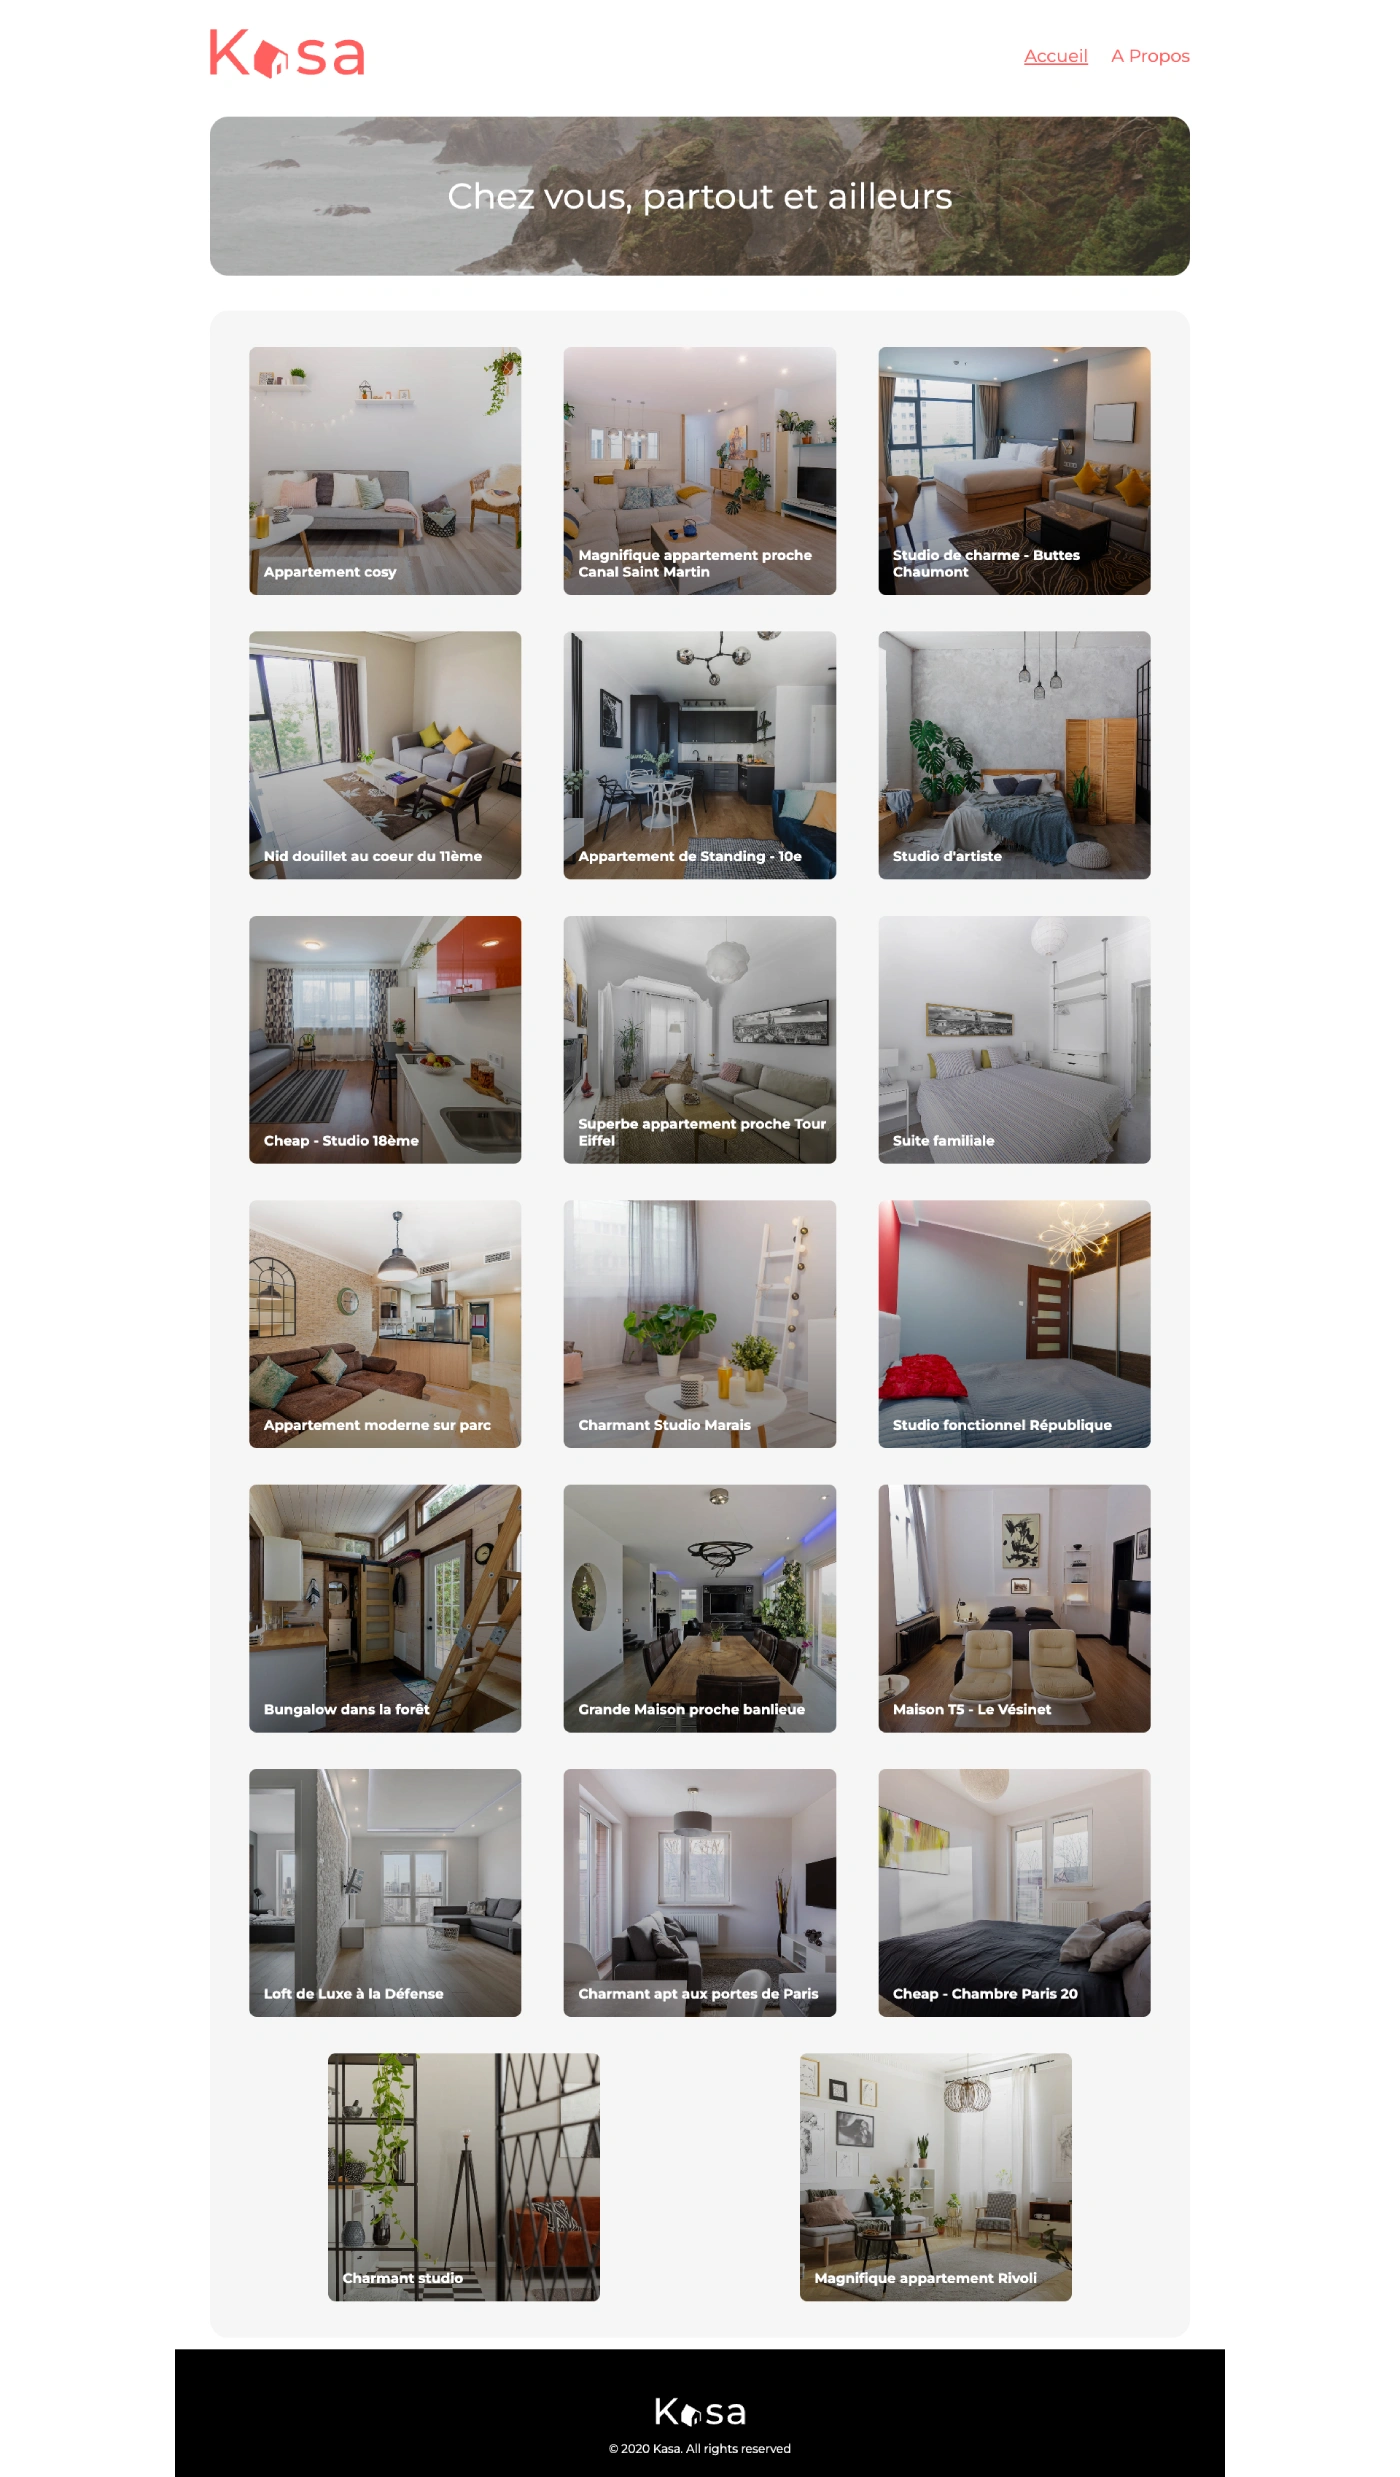 Kasa
Accueil A Propos
Chez vous, partout et ailleurs
Appartement cosy
Magnifique appartement proche
Canal Saint Martin
Studio de charme - Buttes
Chaumont
Nid douillet au coeur du 11ème
Appartement de Standing - 10e
Studio d'artiste
Cheap - Studio 18ème
Superbe appartement proche Tour
Eiffel
Suite familiale
Appartement moderne sur parc
Charmant Studio Marais
Studio fonctionnel République
Bungalow dans la forêt
Grande Maison proche banlieue
Maison T5 - Le Vésinet
Loft de Luxe à la Défense
Charmant apt aux portes de Paris
Cheap - Chambre Paris 20
Charmant studio
Magnifique appartement Rivoli
Kasa
© 2020 Kasa. All rights reserved